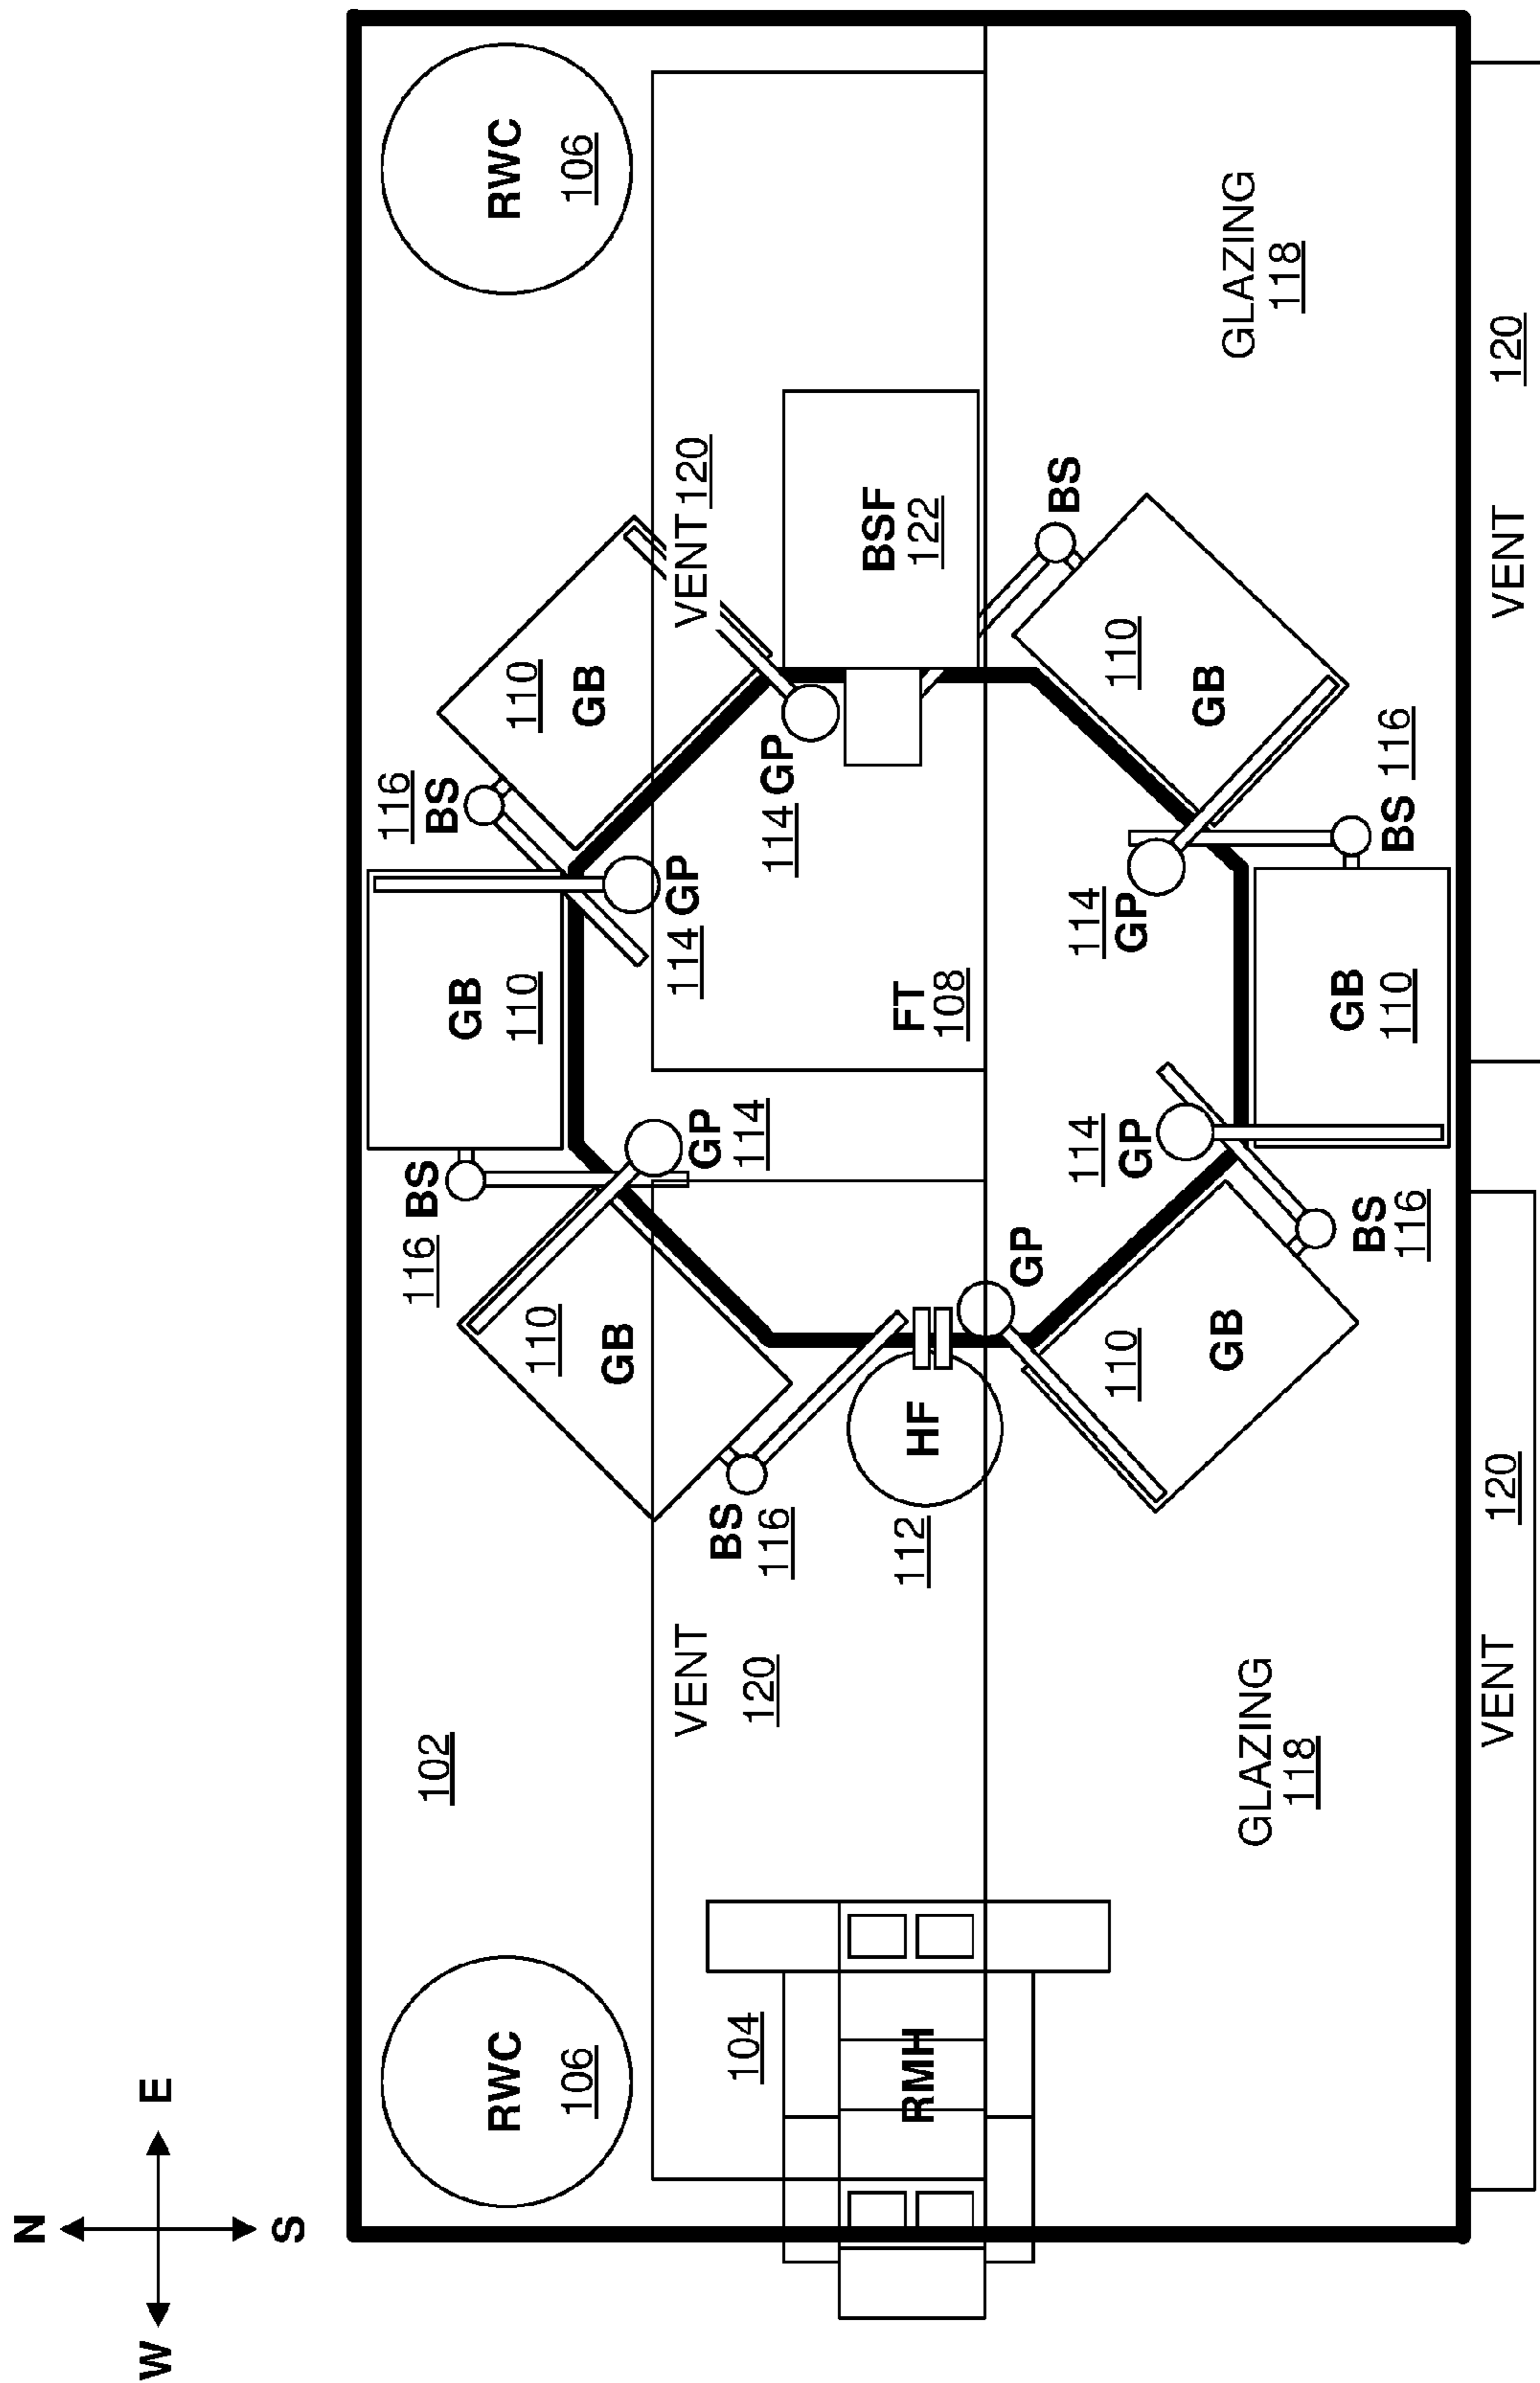 N
W
E
S
102
RWC
106
RWC
106
116 BS
GB
110
116
BS
110
GB
110
GB
GP
114
114 GP
VENT 120
VENT
120
BS
116
114 GP
104
RMH
112
HF
FT
108
BSF
122
GP
BS
114
GP
114
GP
110
GB
110
GB
GLAZING
118
GLAZING
118
BS
116
GB
110
BS 116
VENT
120
VENT
120